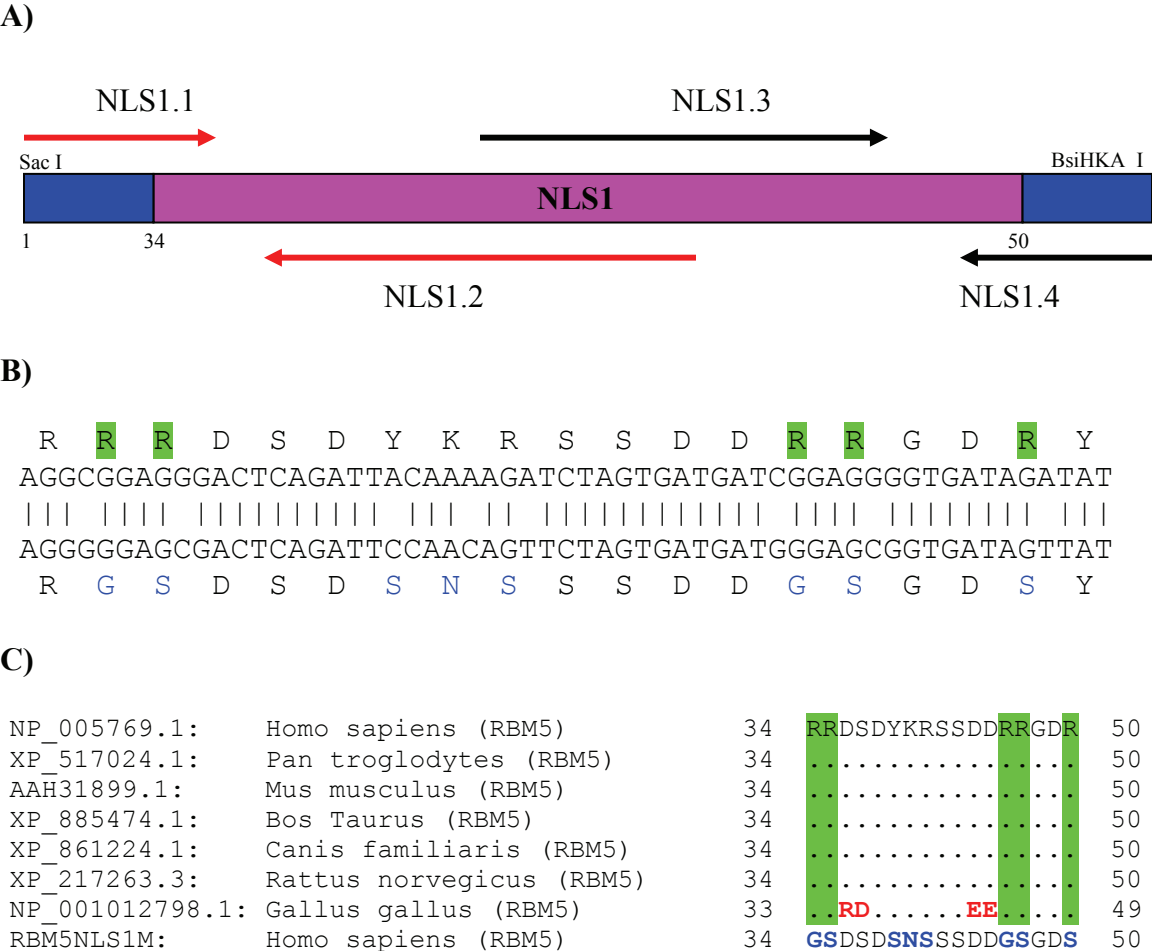 A)
NLS1.1 NLS1.3
Sac I BsiHKA I
NLS1
1 34 50
NLS1.2 NLS1.4
B)
R R R D S D Y K R S S D D R R G D R Y
AGGCGGAGGGACTCAGATTACAAAAGATCTAGTGATGATCGGAGGGGTGATAGATAT
||| |||| |||||||||| ||| || ||||||||||| |||| |||||||| |||
AGGGGGAGCGACTCAGATTCCAACAGTTCTAGTGATGATGGGAGCGGTGATAGTTAT
R G S D S D S N S S S D D G S G D S Y
C)
NP_005769.1: Homo sapiens (RBM5) 34 RRDSDYKRSSDDRRGDR 50
XP_517024.1: Pan troglodytes (RBM5) 34 ................. 50
AAH31899.1: Mus musculus (RBM5) 34 ................. 50
XP_885474.1: Bos Taurus (RBM5) 34 ................. 50
XP_861224.1: Canis familiaris (RBM5) 34 ................. 50
XP_217263.3: Rattus norvegicus (RBM5) 34 ................. 50
NP_001012798.1: Gallus gallus (RBM5) 33 ..RD......EE..... 49
RBM5NLS1M: Homo sapiens (RBM5) 34 GSDSDSNSSSDDGSGDS 50